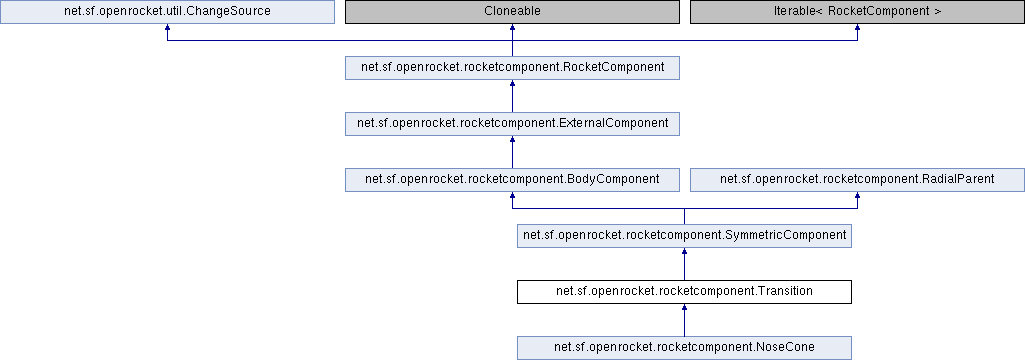 net.sf.openrocket.util.ChangeSource
Cloneable
Iterable< RocketComponent >
net.sf.openrocket.rocketcomponent.RocketComponent
net.sf.openrocket.rocketcomponent.ExternalComponent
net.sf.openrocket.rocketcomponent.BodyComponent
net.sf.openrocket.rocketcomponent.RadialParent
net.sf.openrocket.rocketcomponent.SymmetricComponent
net.sf.openrocket.rocketcomponent.Transition
net.sf.openrocket.rocketcomponent.NoseCone